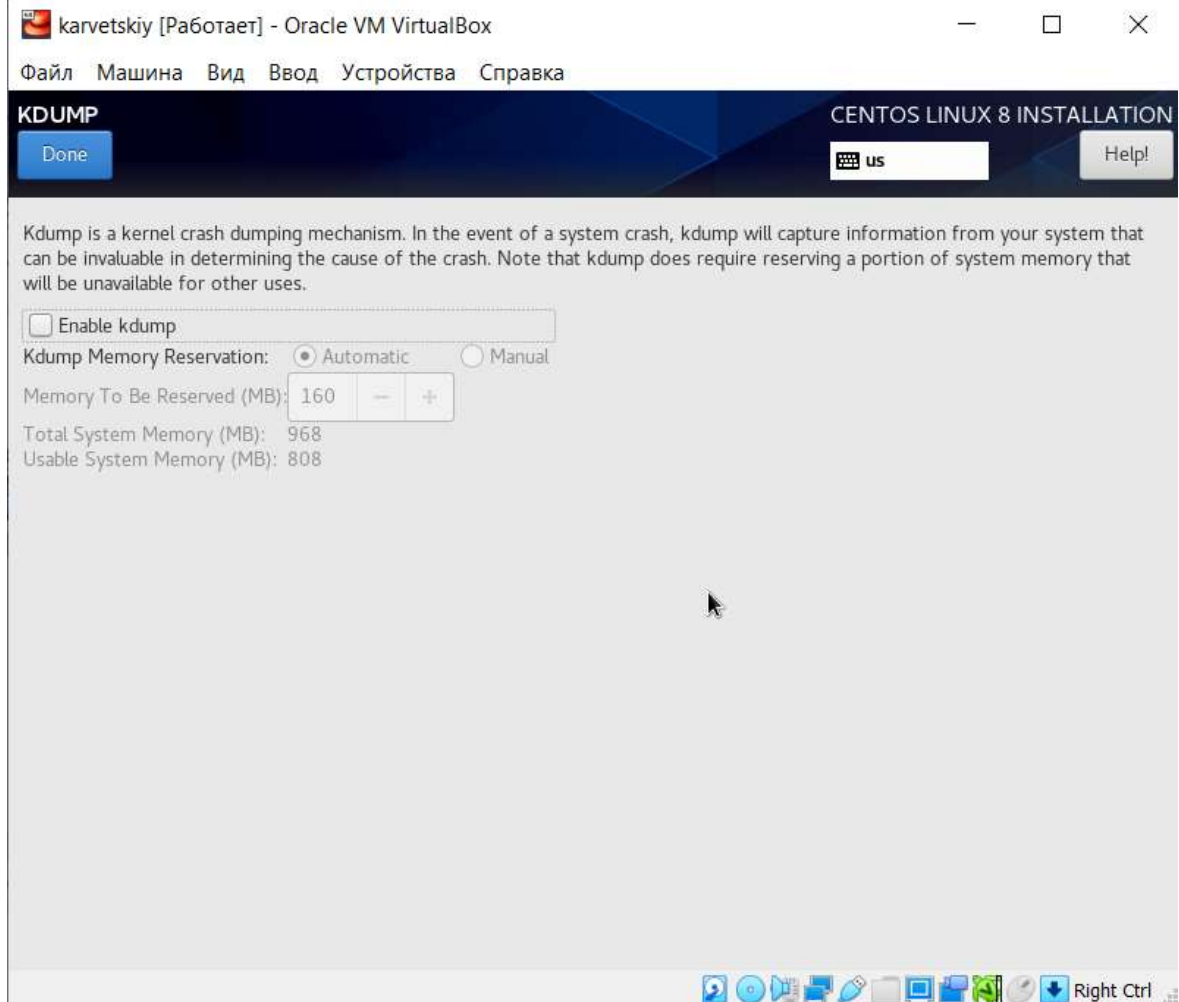 karvetskiy [Работает] - Oracle VM VirtualBox
Файл Машина Вид Ввод Устройства Справка
KDUMP
CENTOS LINUX 8 INSTALLATION
Done
us
Help!
Kdump is a kernel crash dumping mechanism. In the event of a system crash, kdump will capture information from your system that
can be invaluable in determining the cause of the crash. Note that kdump does require reserving a portion of system memory that
will be unavailable for other uses.
Enable kdump
Kdump Memory Reservation: Automatic Manual
Memory To Be Reserved (MB): 160 − +
Total System Memory (MB): 968
Usable System Memory (MB): 808
Right Ctrl